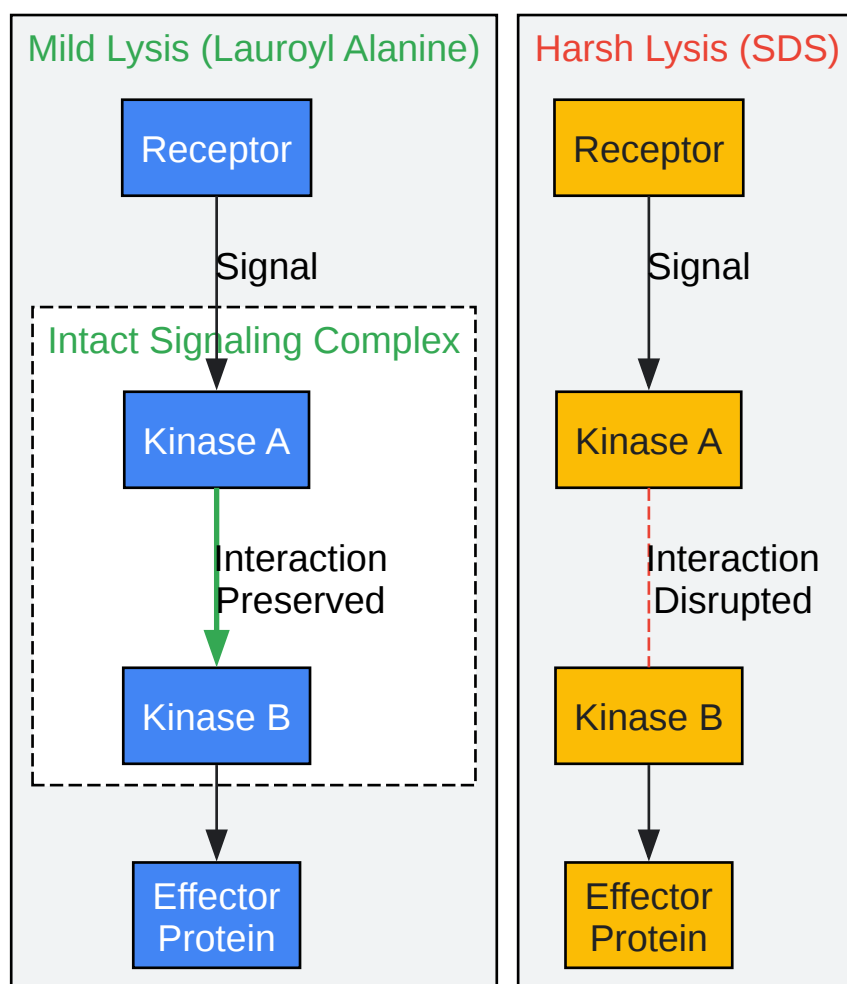 Mild Lysis (Lauroyl Alanine)
Receptor
Signal
Intact Signaling Complex
Kinase A
Interaction
Preserved
Kinase B
Effector
Protein
Harsh Lysis (SDS)
Receptor
Signal
Kinase A
Interaction
Disrupted
Kinase B
Effector
Protein